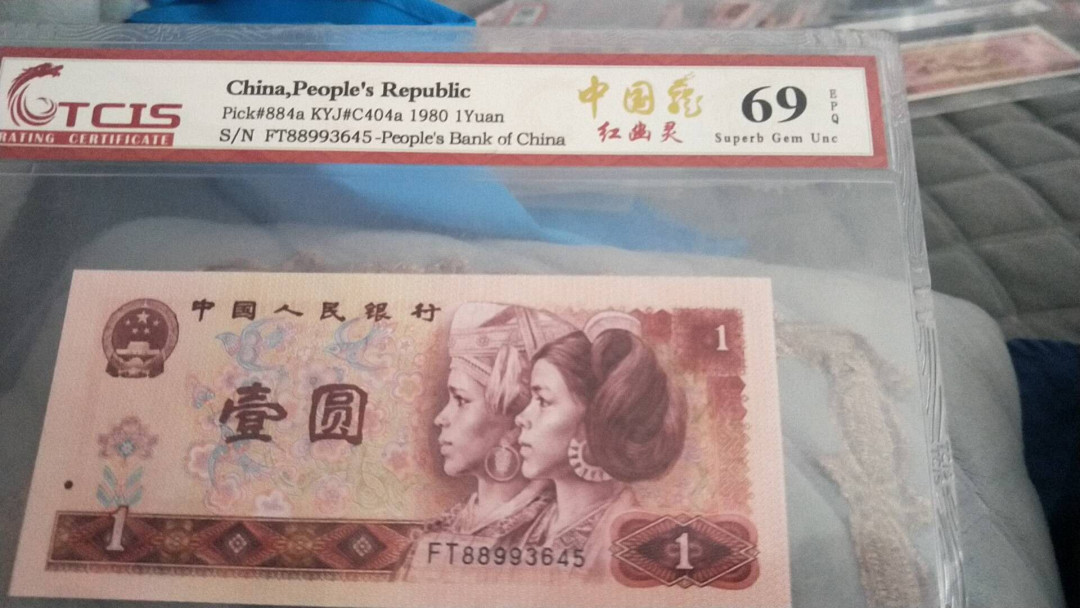 TCIS
RATING CERTIFICATE
China,People's Republic
Pick#884a KYJ#C404a 1980 1Yuan
S/N FT88993645-People's Bank of China
中国龙
红幽灵
69
EPQ
Superb Gem Unc
中国人民银行
1
壹圆
1
FT88993645
1